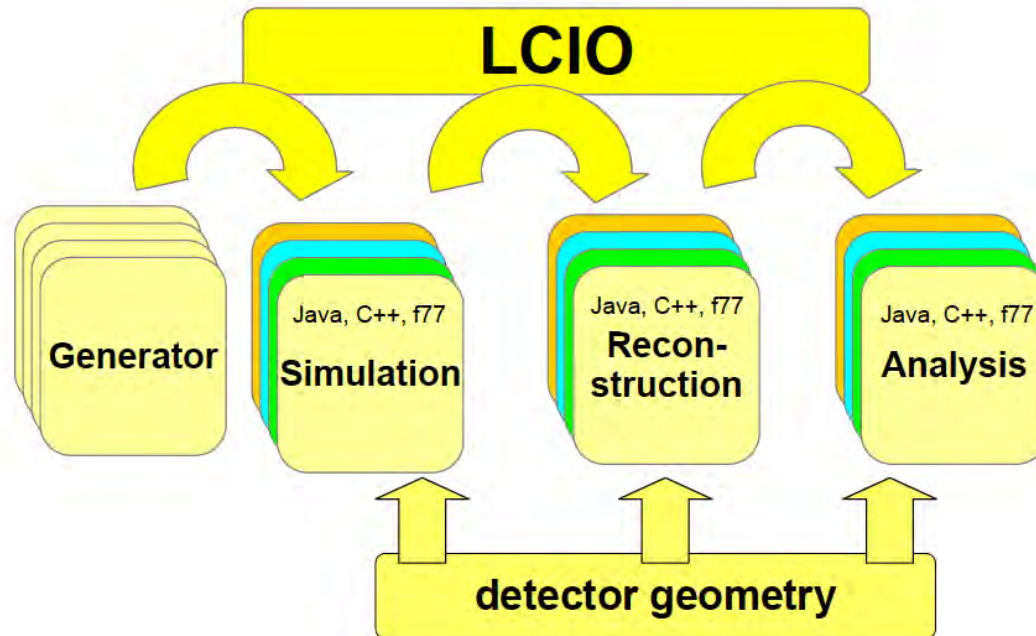 LCIO
Generator
Java, C++, f77
Simulation
Java, C++, f77
Recon-
struction
Java, C++, f77
Analysis
detector geometry